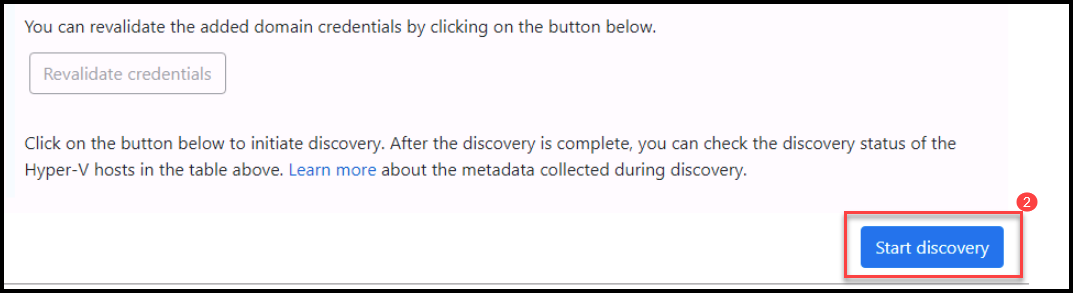 You can revalidate the added domain credentials by clicking on the button below.
Revalidate credentials
Click on the button below to initiate discovery. After the discovery is complete, you can check the discovery status of the
Hyper-V hosts in the table above. Learn more about the metadata collected during discovery.
2
Start discovery